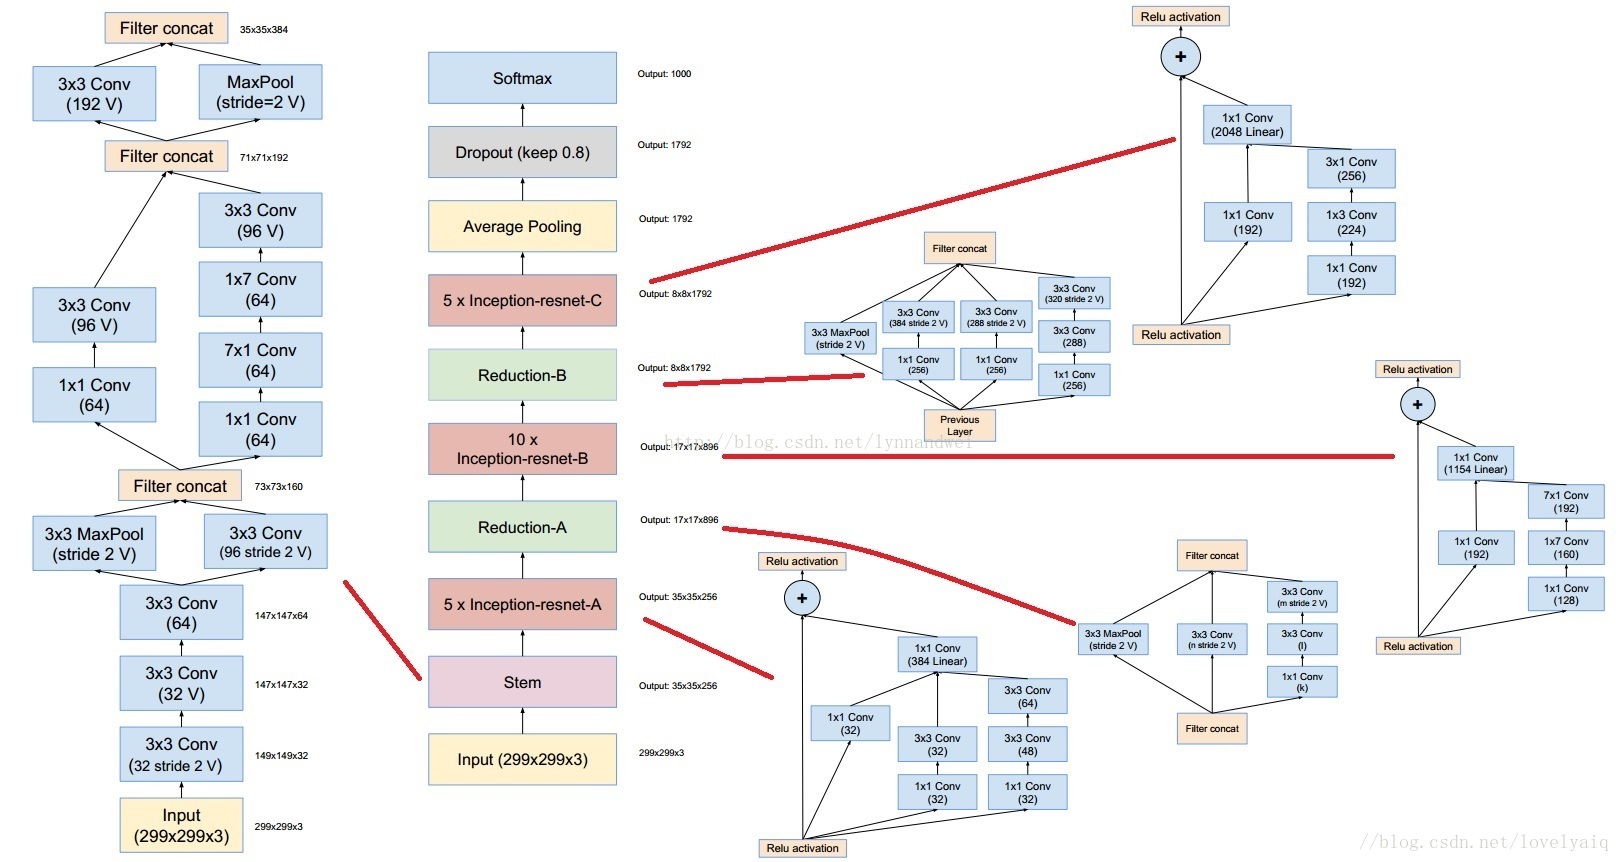 Filter concat
35x35x384
3x3 Conv
(192 V)
MaxPool
(stride=2 V)
Filter concat
71x71x192
3x3 Conv
(96 V)
1x7 Conv
(64)
3x3 Conv
(96 V)
7x1 Conv
(64)
1x1 Conv
(64)
1x1 Conv
(64)
Filter concat
73x73x160
3x3 MaxPool
(stride 2 V)
3x3 Conv
(96 stride 2 V)
3x3 Conv
(64)
147x147x64
3x3 Conv
(32 V)
147x147x32
3x3 Conv
(32 stride 2 V)
149x149x32
Input
(299x299x3)
299x299x3
Softmax
Output: 1000
Dropout (keep 0.8)
Output: 1792
Average Pooling
Output: 1792
5 x Inception-resnet-C
Output: 8x8x1792
Reduction-B
Output: 8x8x1792
10 x
Inception-resnet-B
Output: 17x17x896
Reduction-A
Output: 17x17x896
5 x Inception-resnet-A
Output: 35x35x256
Stem
Output: 35x35x256
Input (299x299x3)
299x299x3
Relu activation
+
1x1 Conv
(2048 Linear)
3x1 Conv
(256)
1x1 Conv
(192)
1x3 Conv
(224)
1x1 Conv
(192)
Relu activation
Filter concat
3x3 MaxPool
(stride 2 V)
3x3 Conv
(384 stride 2 V)
3x3 Conv
(288 stride 2 V)
3x3 Conv
(320 stride 2 V)
3x3 Conv
(288)
1x1 Conv
(256)
1x1 Conv
(256)
1x1 Conv
(256)
Previous
Layer
http://blog.csdn.net/lynnandwei
Relu activation
+
1x1 Conv
(1154 Linear)
7x1 Conv
(192)
1x1 Conv
(192)
1x7 Conv
(160)
1x1 Conv
(128)
Relu activation
Filter concat
3x3 MaxPool
(stride 2 V)
3x3 Conv
(n stride 2 V)
3x3 Conv
(m stride 2 V)
3x3 Conv
(l)
1x1 Conv
(k)
Filter concat
Relu activation
+
1x1 Conv
(384 Linear)
1x1 Conv
(32)
3x3 Conv
(32)
1x1 Conv
(32)
3x3 Conv
(64)
3x3 Conv
(48)
1x1 Conv
(32)
Relu activation
//blog.csdn.net/lovelyaiq